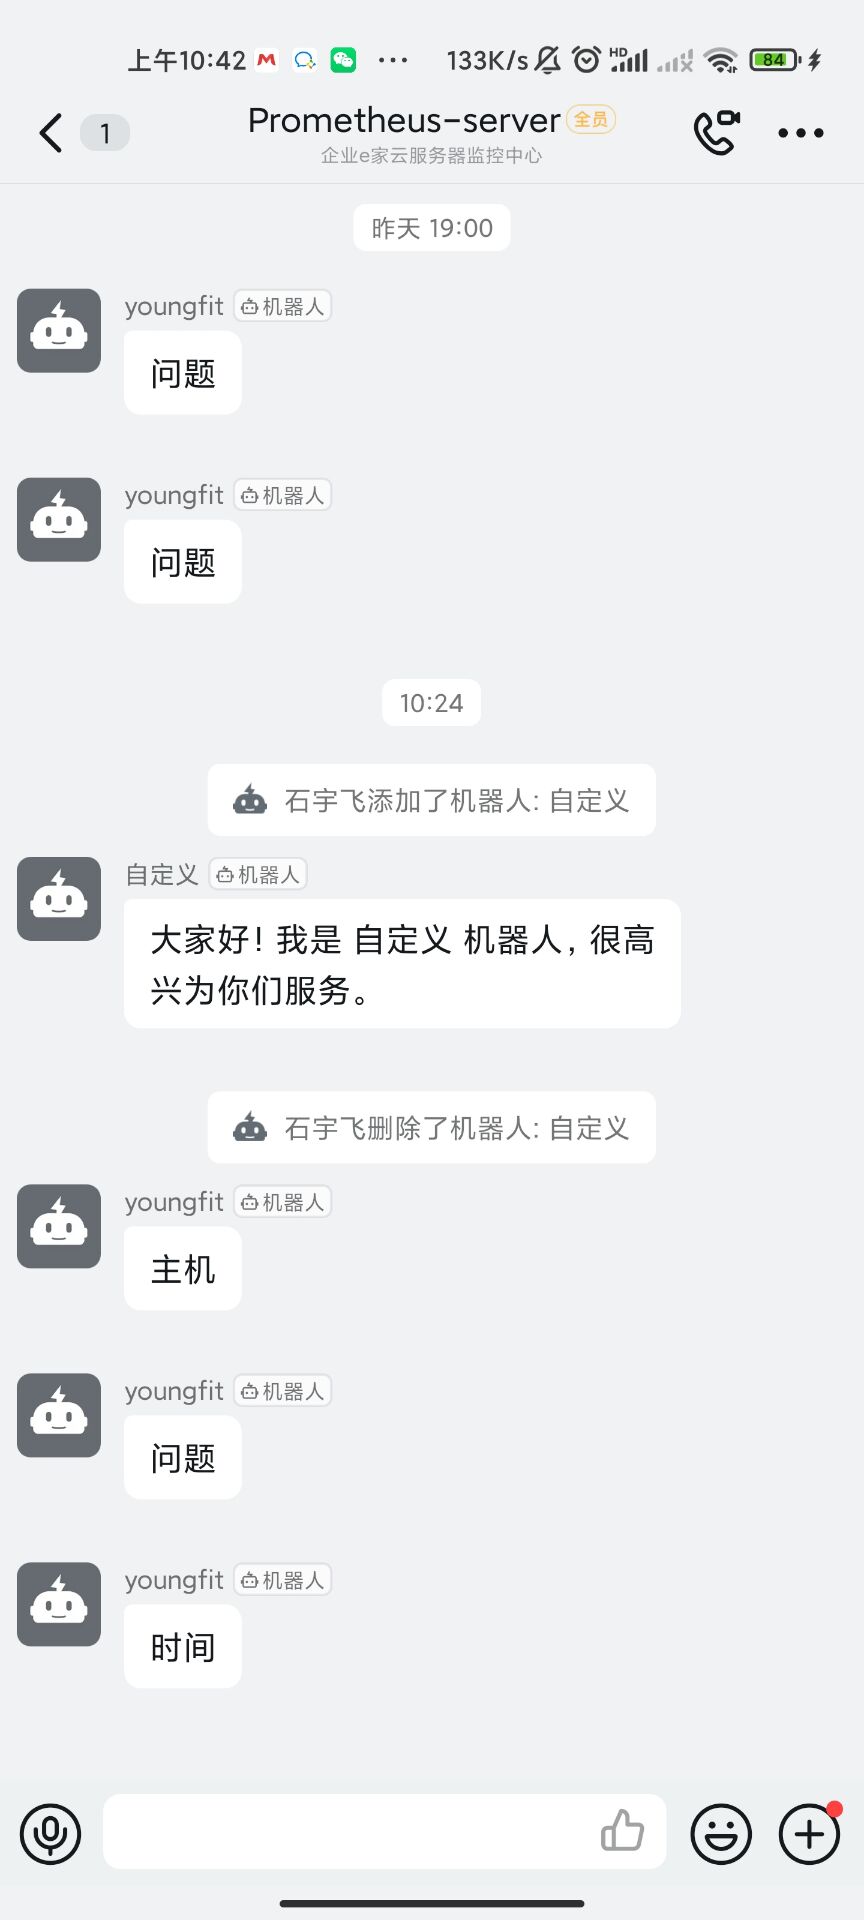 上午10:42
133K/s
HD
84
1
Prometheus-server
全员
企业e家云服务器监控中心
昨天 19:00
youngfit 机器人
问题
youngfit 机器人
问题
10:24
石宇飞添加了机器人: 自定义
自定义 机器人
大家好! 我是 自定义 机器人, 很高
兴为你们服务。
石宇飞删除了机器人: 自定义
youngfit 机器人
主机
youngfit 机器人
问题
youngfit 机器人
时间